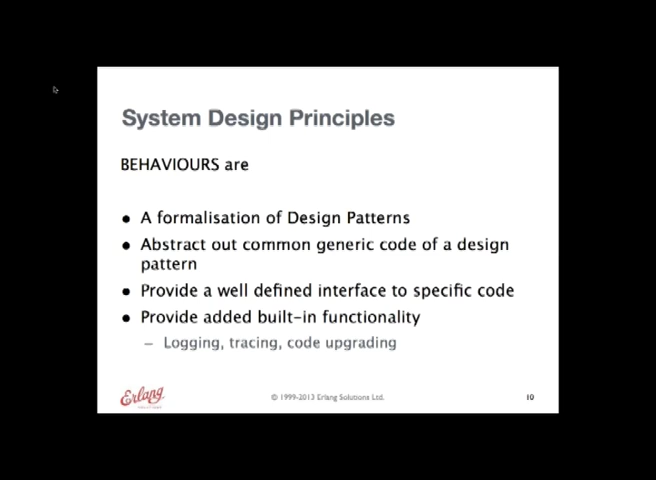 System Design Principles
BEHAVIOURS are
● A formalisation of Design Patterns
● Abstract out common generic code of a design
pattern
● Provide a well defined interface to specific code
● Provide added built-in functionality
– Logging, tracing, code upgrading
Erlang
SOLUTIONS
© 1999-2013 Erlang Solutions Ltd.
10